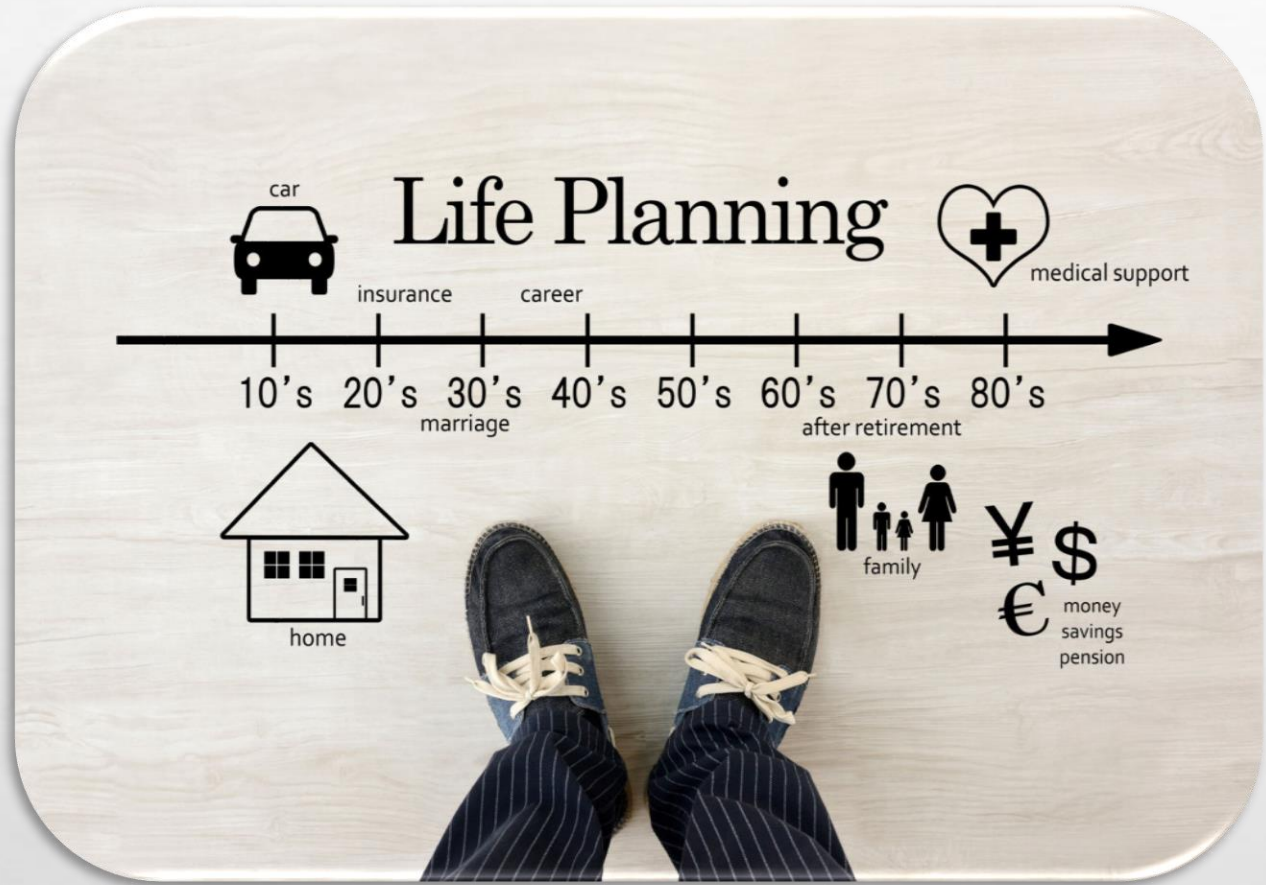 car
Life Planning
medical support
insurance career
10's 20's 30's 40's 50's 60's 70's 80's
marriage
after retirement
family
¥ $
€
money
savings
pension
home